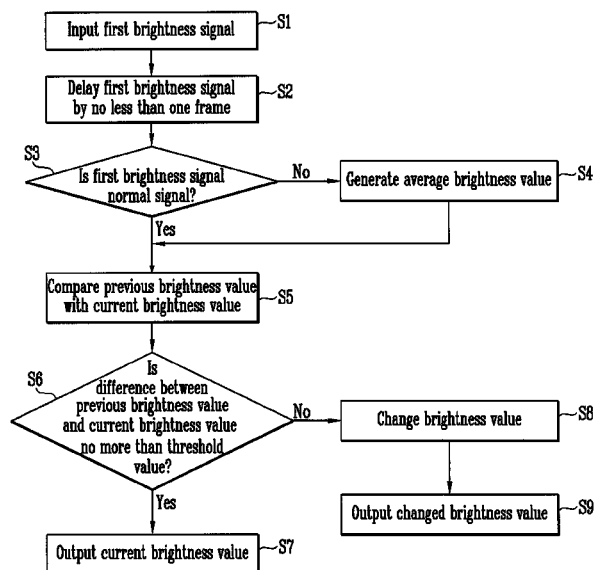 Input first brightness signal
S1
Delay first brightness signal
by no less than one frame
S2
S3
Is first brightness signal
normal signal?
No
Generate average brightness value
S4
Yes
Compare previous brightness value
with current brightness value
S5
S6
Is
difference between
previous brightness value
and current brightness value
no more than threshold
value?
No
Change brightness value
S8
Yes
Output changed brightness value
S9
Output current brightness value
S7